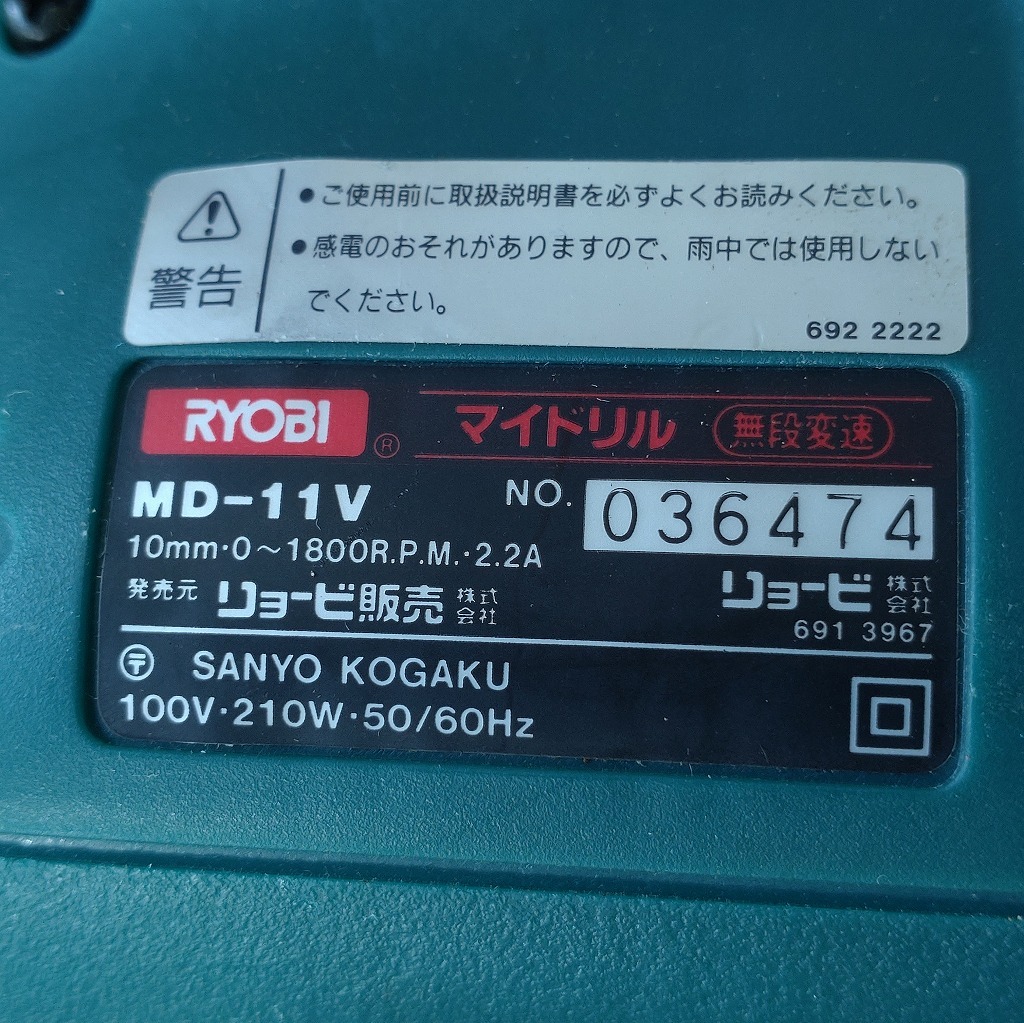 警告
●ご使用前に取扱説明書を必ずよくお読みください。
●感電のおそれがありますので、雨中では使用しない
でください。
692 2222
RYOBI ® マイドリル 無段変速
MD-11V NO. 036474
10mm·0～1800R.P.M.·2.2A
発売元 リョービ販売 株式会社 リョービ 株式会社
691 3967
〒 SANYO KOGAKU
100V·210W·50/60Hz